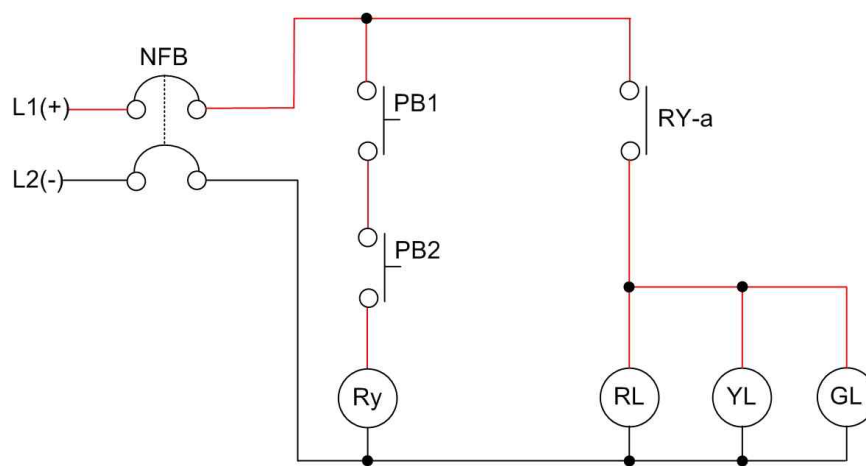 NFB
L1(+)
PB1
RY-a
L2(-)
PB2
Ry
RL
YL
GL